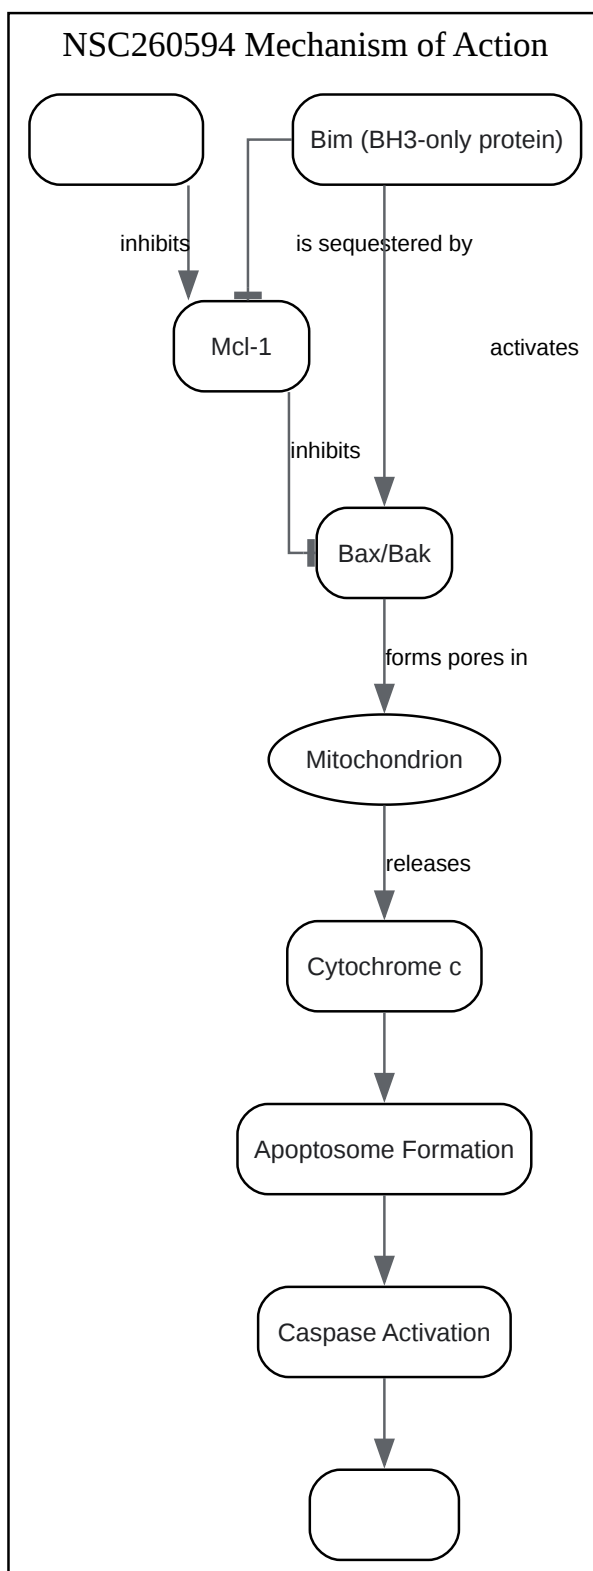 NSC260594 Mechanism of Action
Bim (BH3-only protein)
inhibits
is sequestered by
Mcl-1
activates
inhibits
Bax/Bak
forms pores in
Mitochondrion
releases
Cytochrome c
Apoptosome Formation
Caspase Activation